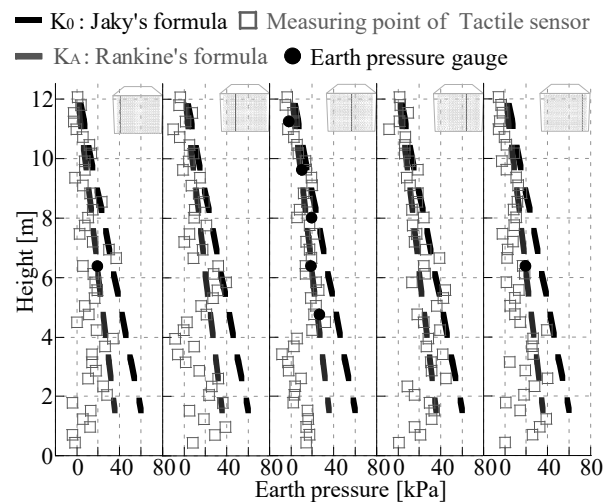 K₀ : Jaky's formula Measuring point of Tactile sensor
Kᴀ : Rankine's formula Earth pressure gauge
12
10
8
6
4
2
0
Height [m]
0 40 80 0 40 80 0 40 80 0 40 80 0 40 80
Earth pressure [kPa]